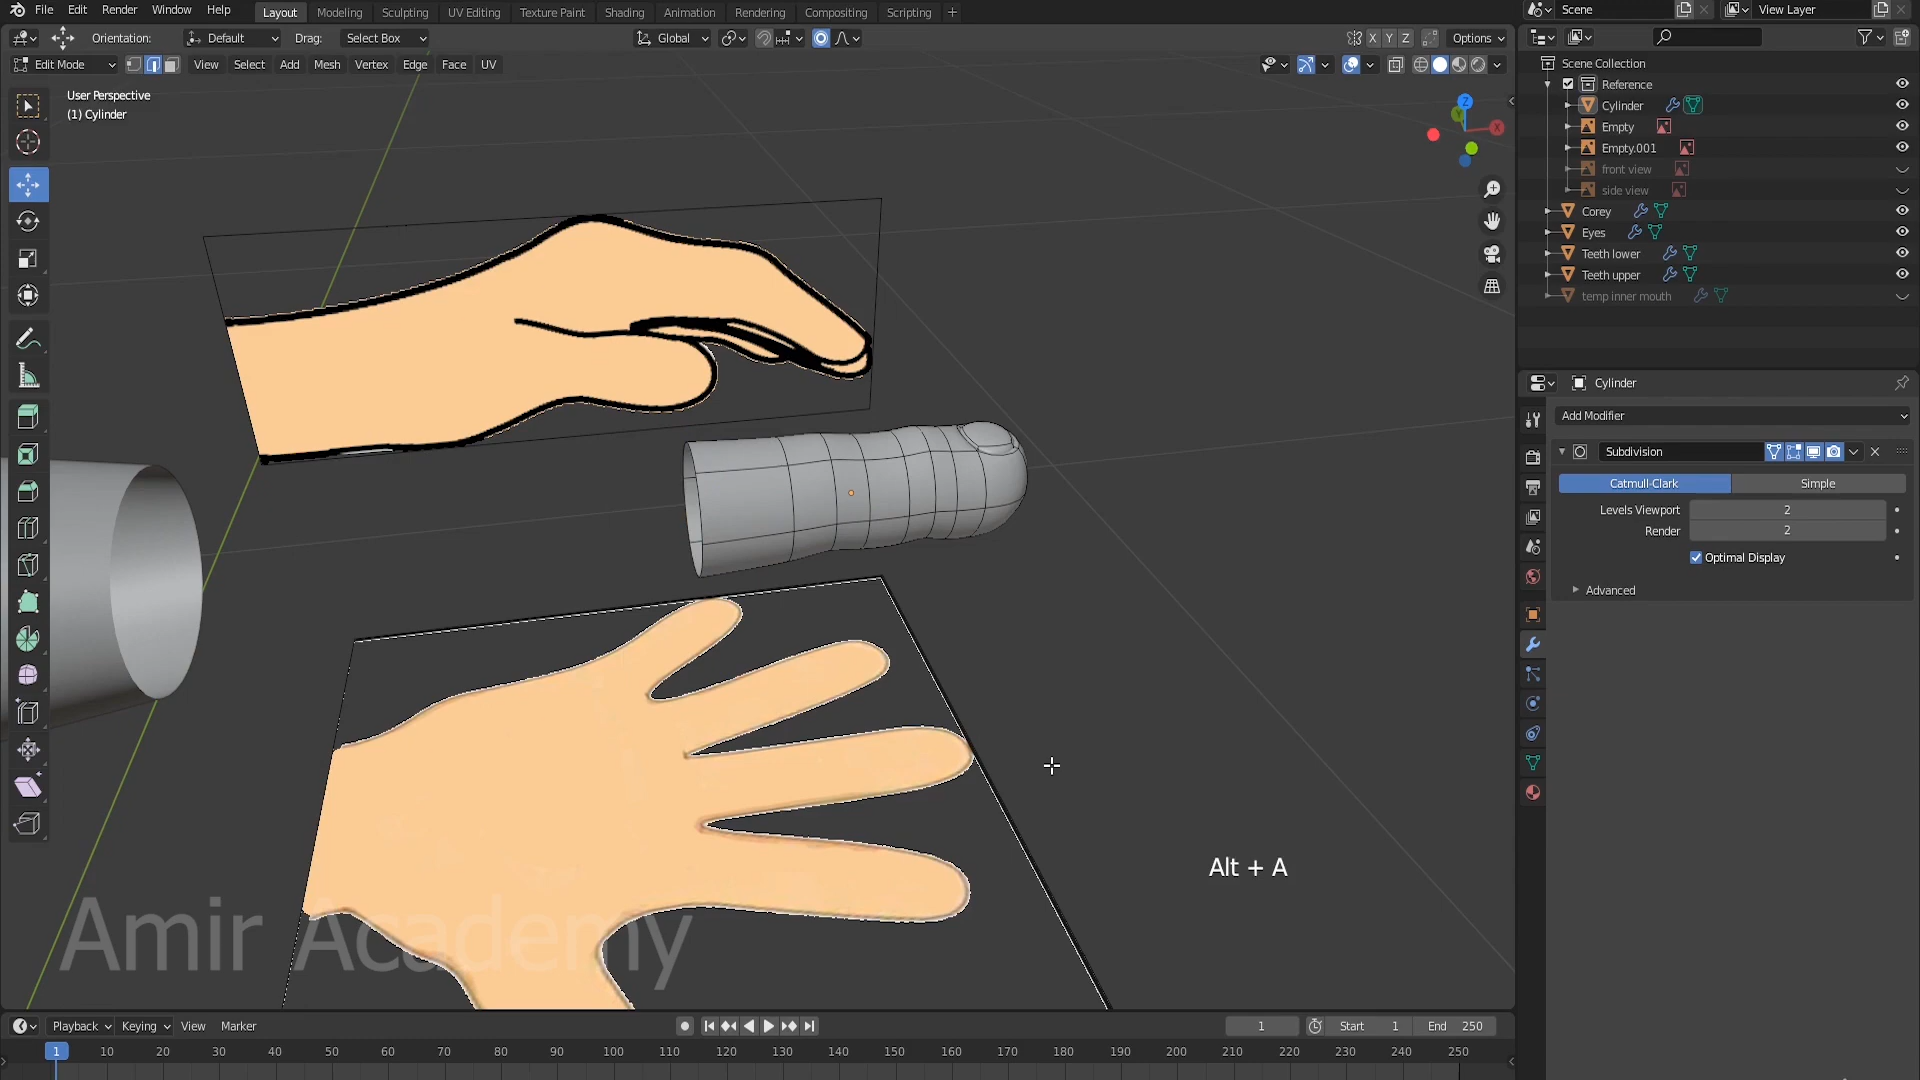 File Edit Render Window Help Layout Modeling Sculpting UV Editing Texture Paint Shading Animation Rendering Compositing Scripting + Scene View Layer
Orientation: Default Drag: Select Box Global X Y Z Options
Edit Mode View Select Add Mesh Vertex Edge Face UV
User Perspective
(1) Cylinder
Z
Y
X
Scene Collection
Reference
Cylinder
Empty
Empty.001
front view
side view
Corey
Eyes
Teeth lower
Teeth upper
temp inner mouth
Cylinder
Add Modifier
Subdivision
Catmull-Clark Simple
Levels Viewport 2
Render 2
Optimal Display
Advanced
Alt + A
Amir Academy
Playback Keying View Marker 1 Start 1 End 250
1 10 20 30 40 50 60 70 80 90 100 110 120 130 140 150 160 170 180 190 200 210 220 230 240 250